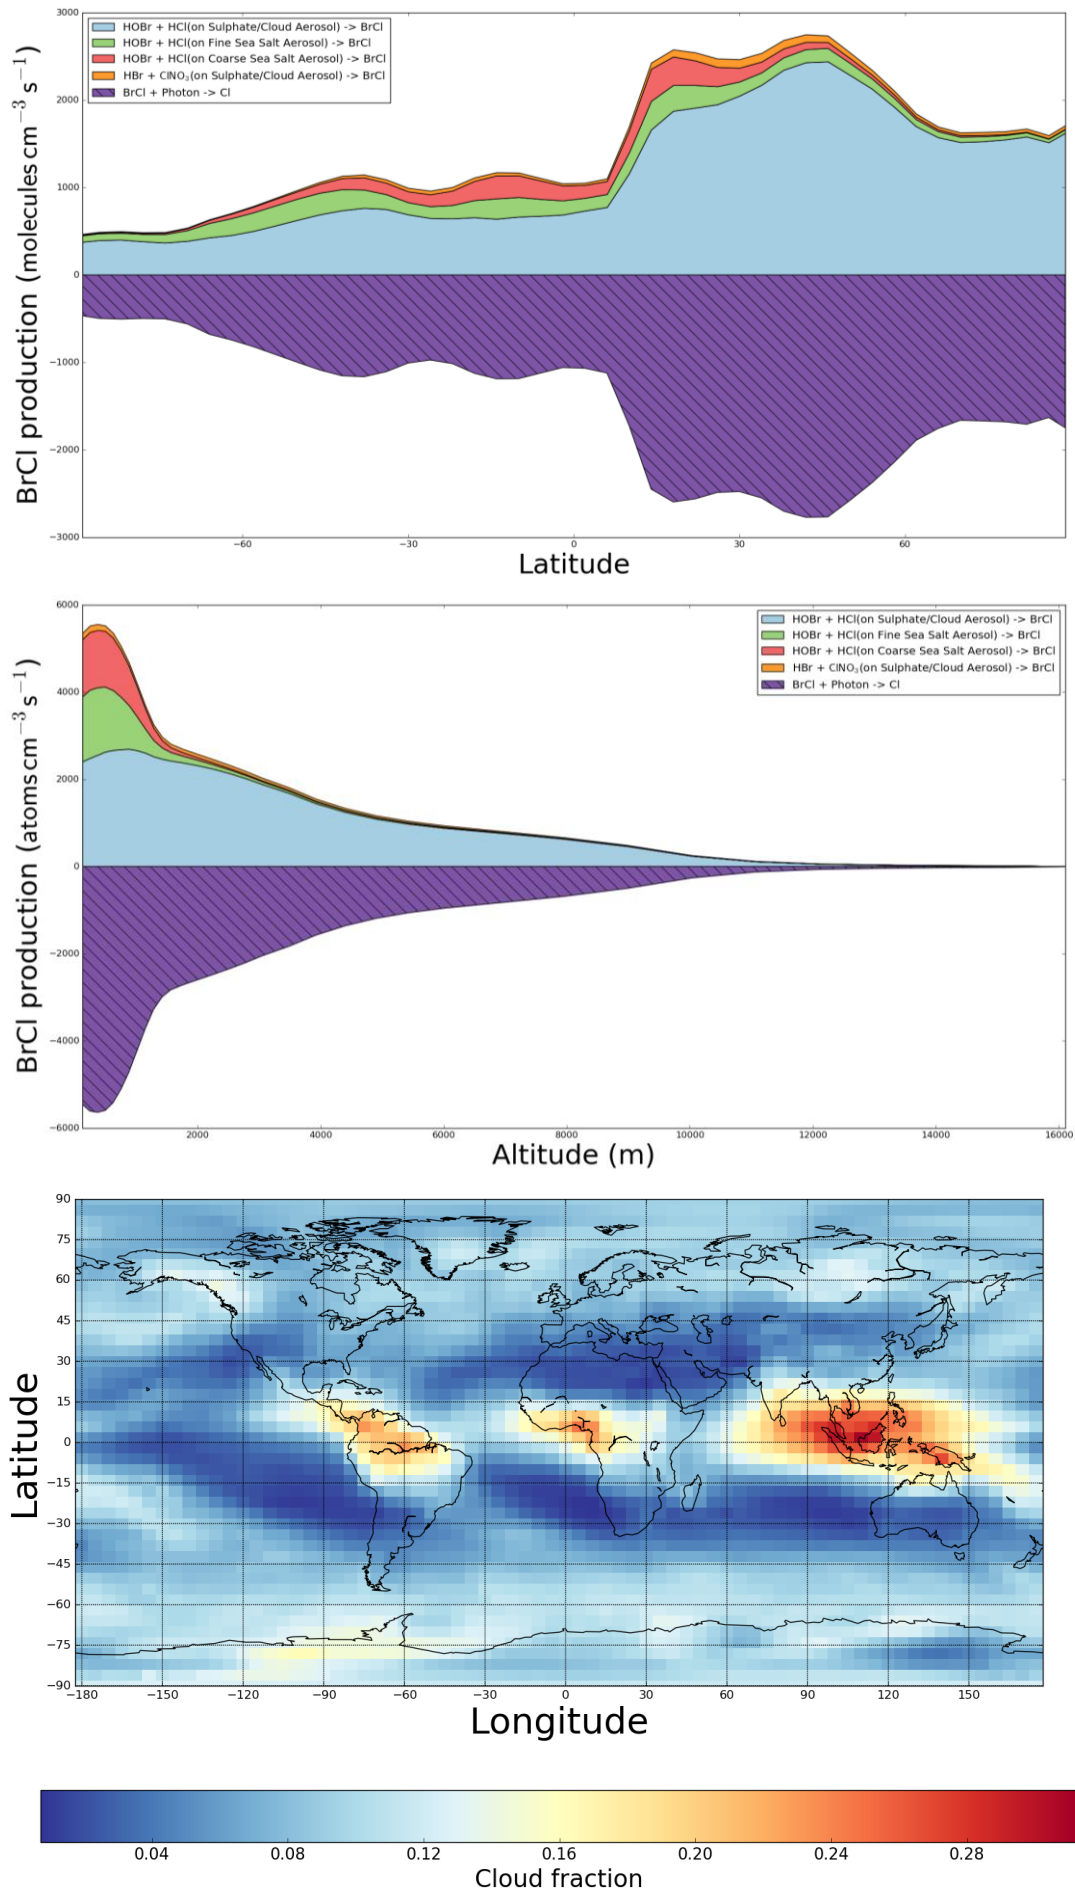 HOBr + HCl(on Sulphate/Cloud Aerosol) -> BrCl
HOBr + HCl(on Fine Sea Salt Aerosol) -> BrCl
HOBr + HCl(on Coarse Sea Salt Aerosol) -> BrCl
HBr + ClNO₃(on Sulphate/Cloud Aerosol) -> BrCl
BrCl + Photon -> Cl
BrCl production (molecules cm⁻³ s⁻¹)
3000
2000
1000
0
−1000
−2000
−3000
−60 −30 0 30 60
Latitude
HOBr + HCl(on Sulphate/Cloud Aerosol) -> BrCl
HOBr + HCl(on Fine Sea Salt Aerosol) -> BrCl
HOBr + HCl(on Coarse Sea Salt Aerosol) -> BrCl
HBr + ClNO₃(on Sulphate/Cloud Aerosol) -> BrCl
BrCl + Photon -> Cl
BrCl production (atoms cm⁻³ s⁻¹)
6000
4000
2000
0
−2000
−4000
−6000
2000 4000 6000 8000 10000 12000 14000 16000
Altitude (m)
Latitude
90
75
60
45
30
15
0
−15
−30
−45
−60
−75
−90
−180 −150 −120 −90 −60 −30 0 30 60 90 120 150
Longitude
0.04 0.08 0.12 0.16 0.20 0.24 0.28
Cloud fraction